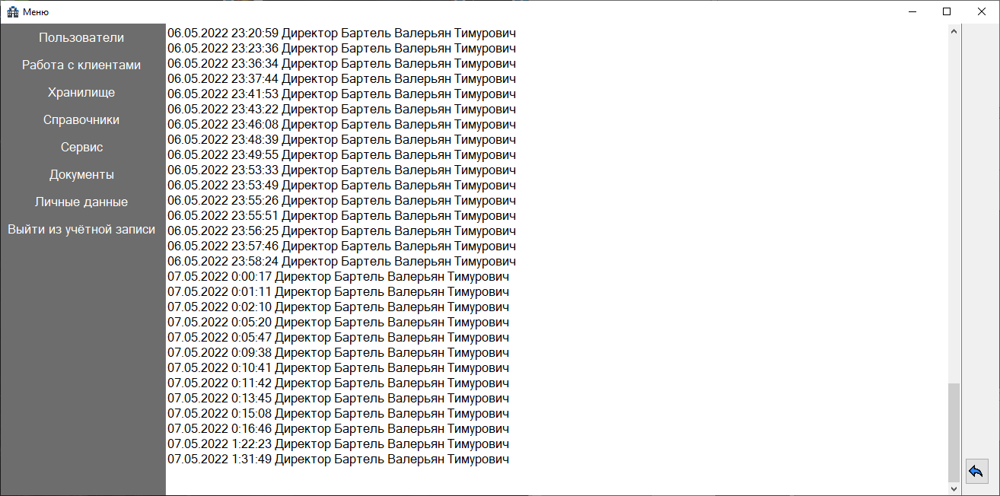 Меню
Пользователи
Работа с клиентами
Хранилище
Справочники
Сервис
Документы
Личные данные
Выйти из учётной записи
06.05.2022 23:20:59 Директор Бартель Валерьян Тимурович
06.05.2022 23:23:36 Директор Бартель Валерьян Тимурович
06.05.2022 23:36:34 Директор Бартель Валерьян Тимурович
06.05.2022 23:37:44 Директор Бартель Валерьян Тимурович
06.05.2022 23:41:53 Директор Бартель Валерьян Тимурович
06.05.2022 23:43:22 Директор Бартель Валерьян Тимурович
06.05.2022 23:46:08 Директор Бартель Валерьян Тимурович
06.05.2022 23:48:39 Директор Бартель Валерьян Тимурович
06.05.2022 23:49:55 Директор Бартель Валерьян Тимурович
06.05.2022 23:53:33 Директор Бартель Валерьян Тимурович
06.05.2022 23:53:49 Директор Бартель Валерьян Тимурович
06.05.2022 23:55:26 Директор Бартель Валерьян Тимурович
06.05.2022 23:55:51 Директор Бартель Валерьян Тимурович
06.05.2022 23:56:25 Директор Бартель Валерьян Тимурович
06.05.2022 23:57:46 Директор Бартель Валерьян Тимурович
06.05.2022 23:58:24 Директор Бартель Валерьян Тимурович
07.05.2022 0:00:17 Директор Бартель Валерьян Тимурович
07.05.2022 0:01:11 Директор Бартель Валерьян Тимурович
07.05.2022 0:02:10 Директор Бартель Валерьян Тимурович
07.05.2022 0:05:20 Директор Бартель Валерьян Тимурович
07.05.2022 0:05:47 Директор Бартель Валерьян Тимурович
07.05.2022 0:09:38 Директор Бартель Валерьян Тимурович
07.05.2022 0:10:41 Директор Бартель Валерьян Тимурович
07.05.2022 0:11:42 Директор Бартель Валерьян Тимурович
07.05.2022 0:13:45 Директор Бартель Валерьян Тимурович
07.05.2022 0:15:08 Директор Бартель Валерьян Тимурович
07.05.2022 0:16:46 Директор Бартель Валерьян Тимурович
07.05.2022 1:22:23 Директор Бартель Валерьян Тимурович
07.05.2022 1:31:49 Директор Бартель Валерьян Тимурович